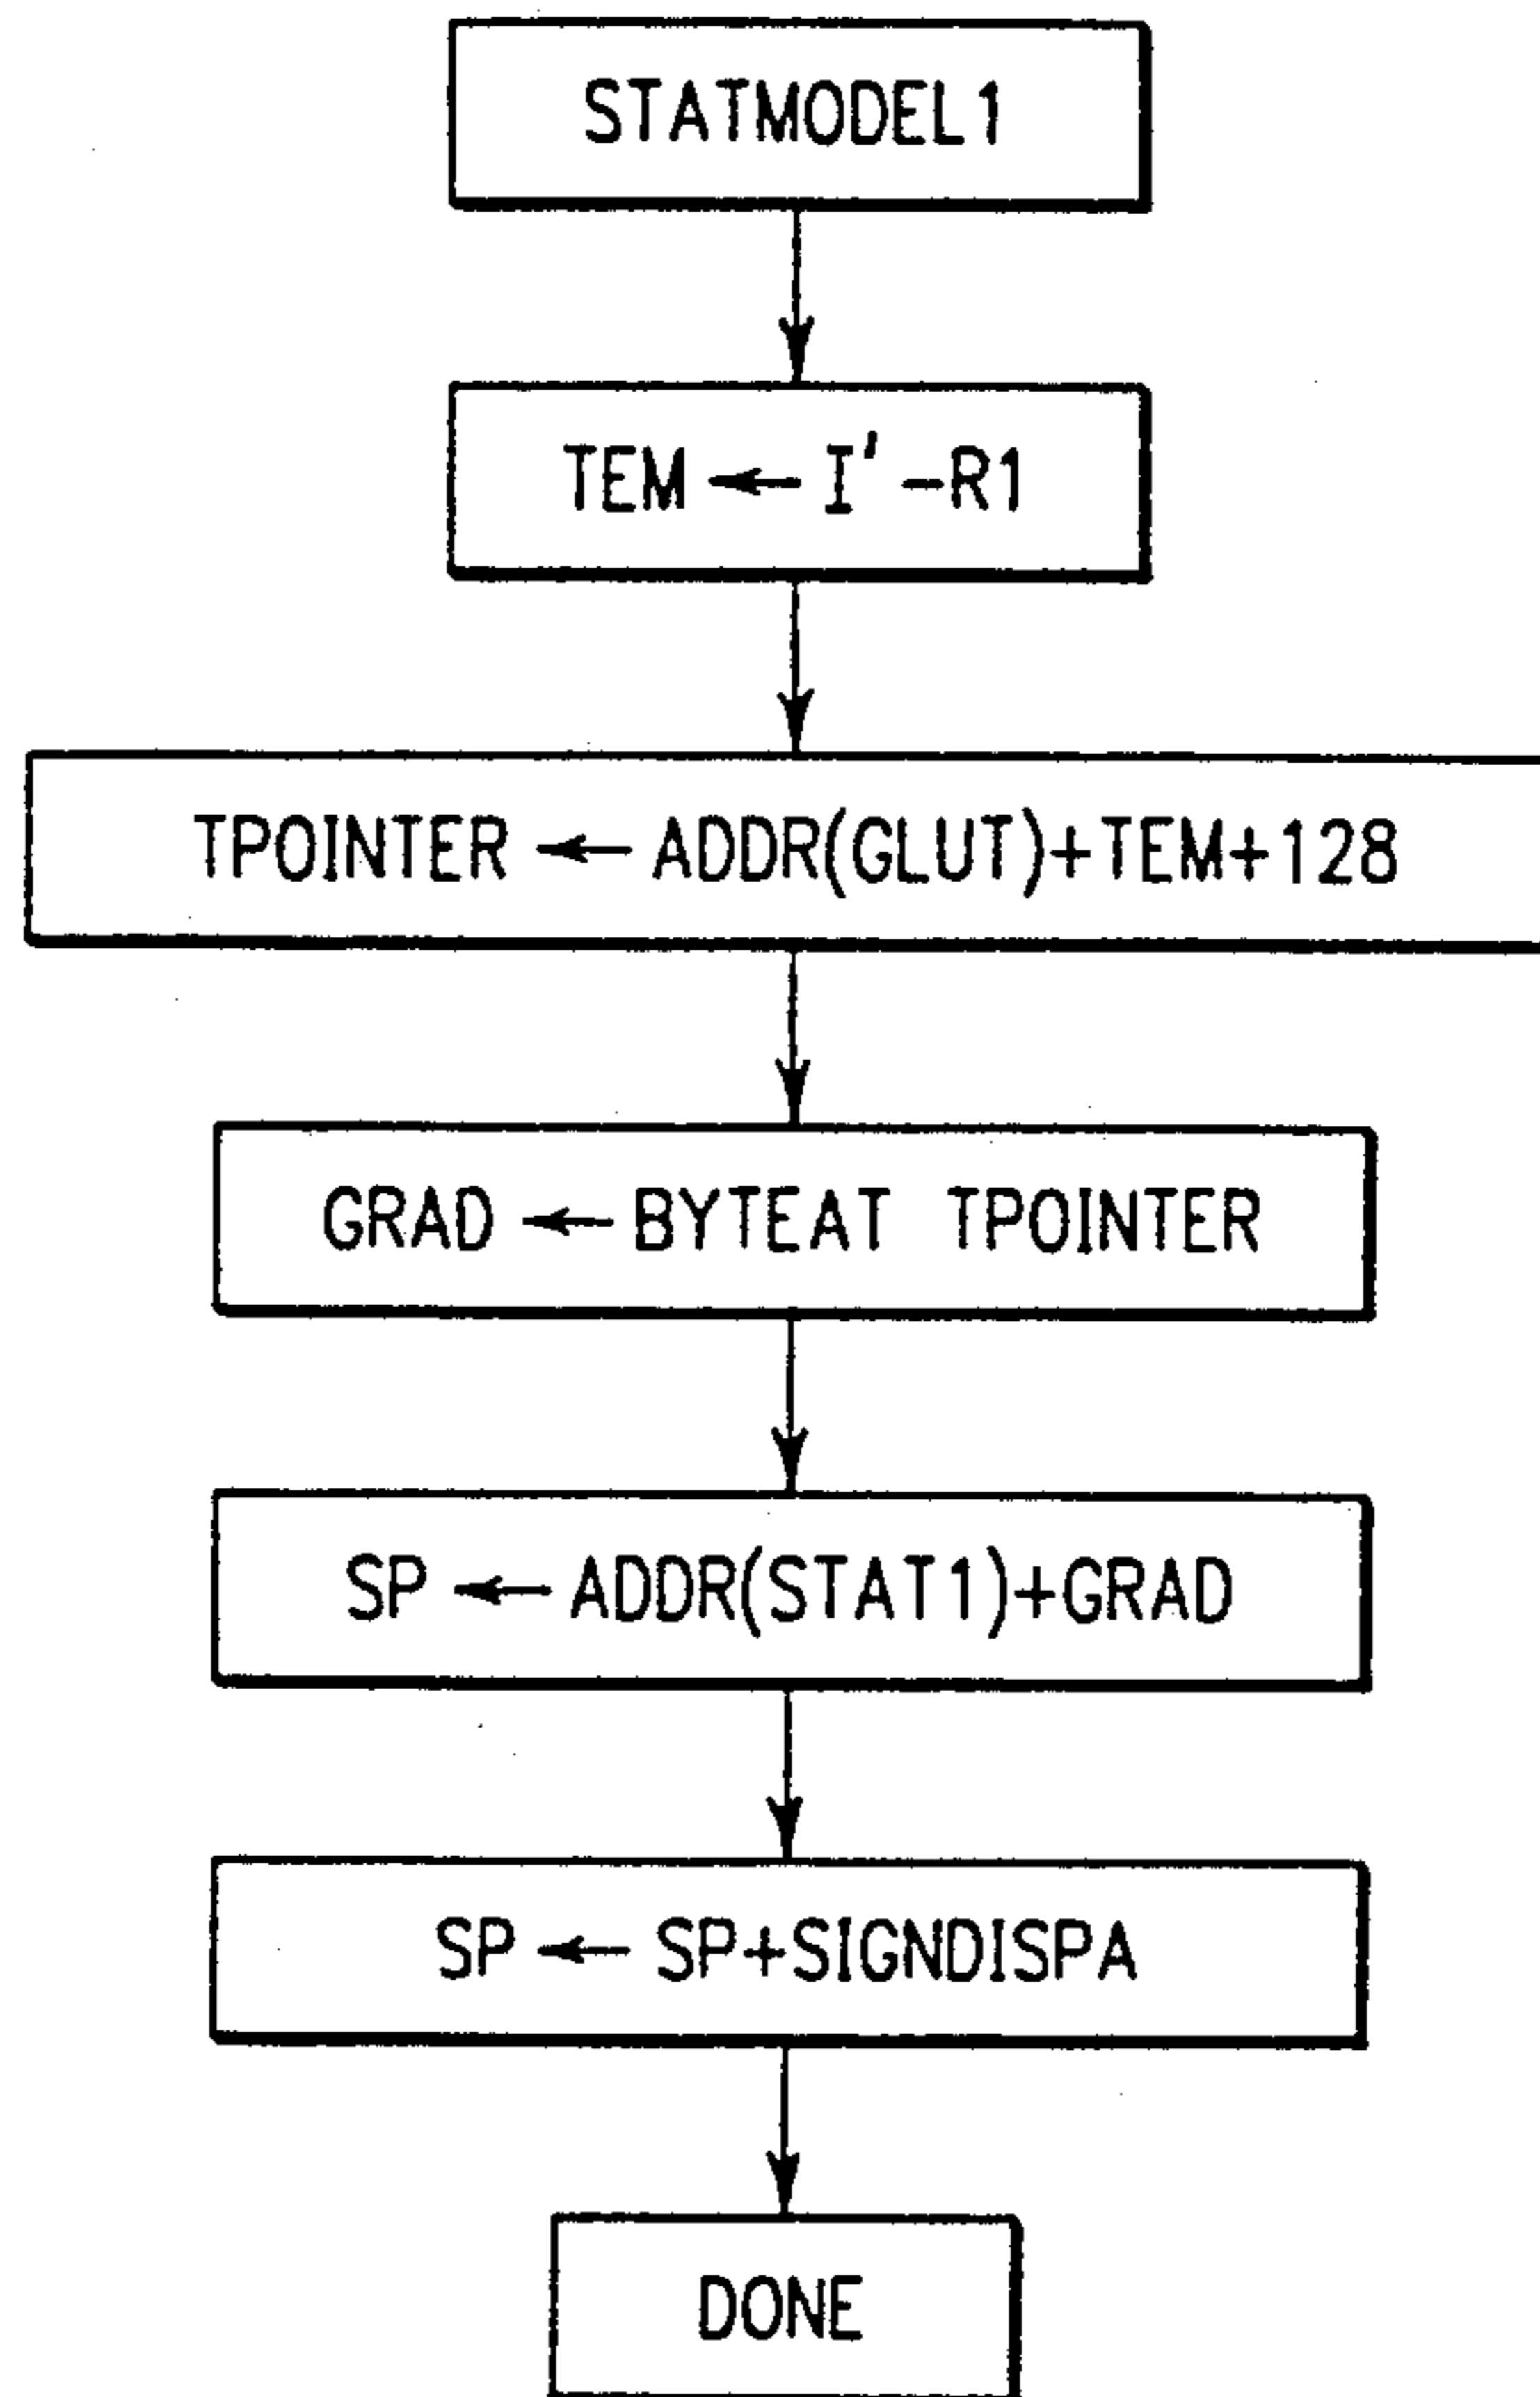 STATMODEL1
TEM ← I' -R1
TPOINTER ← ADDR(GLUT)+TEM+128
GRAD ← BYTEAT TPOINTER
SP ← ADDR(STAT1)+GRAD
SP ← SP+SIGNDISPA
DONE